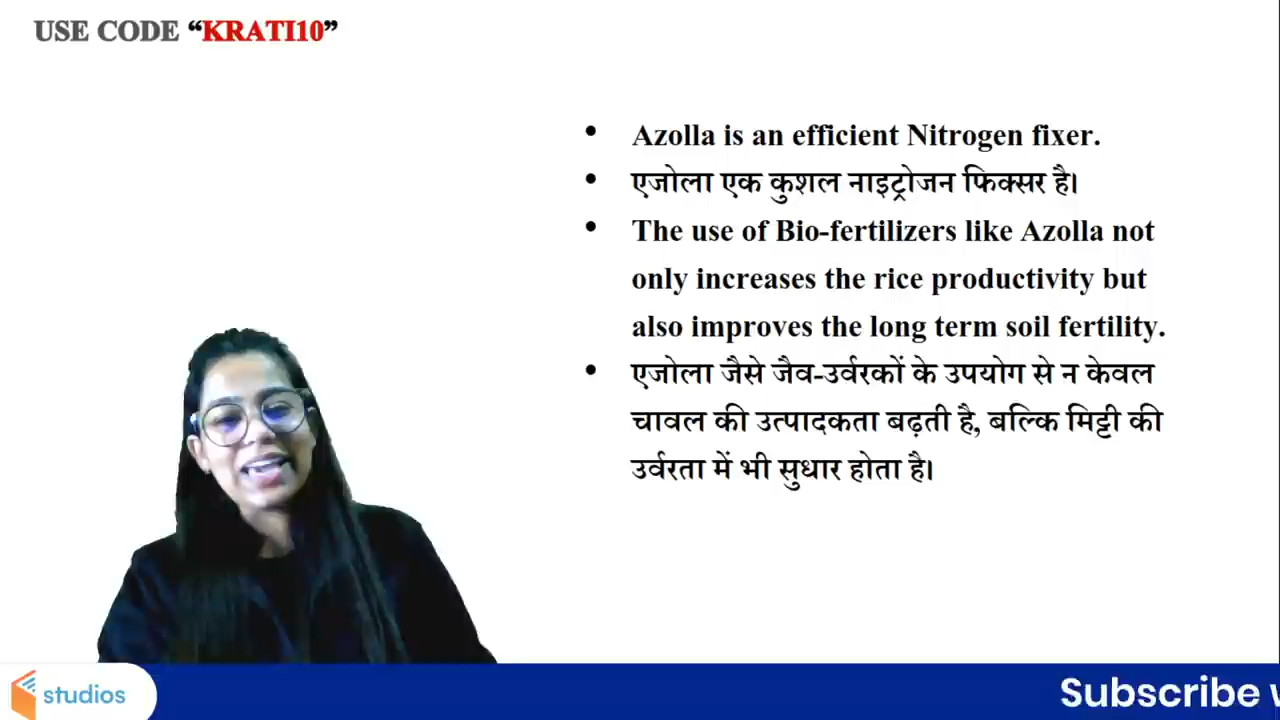 USE CODE “KRATI10”
• Azolla is an efficient Nitrogen fixer.
• एजोला एक कुशल नाइट्रोजन फिक्सर है।
• The use of Bio-fertilizers like Azolla not
only increases the rice productivity but
also improves the long term soil fertility.
• एजोला जैसे जैव-उर्वरकों के उपयोग से न केवल
चावल की उत्पादकता बढ़ती है, बल्कि मिट्टी की
उर्वरता में भी सुधार होता है।
studios
Subscribe